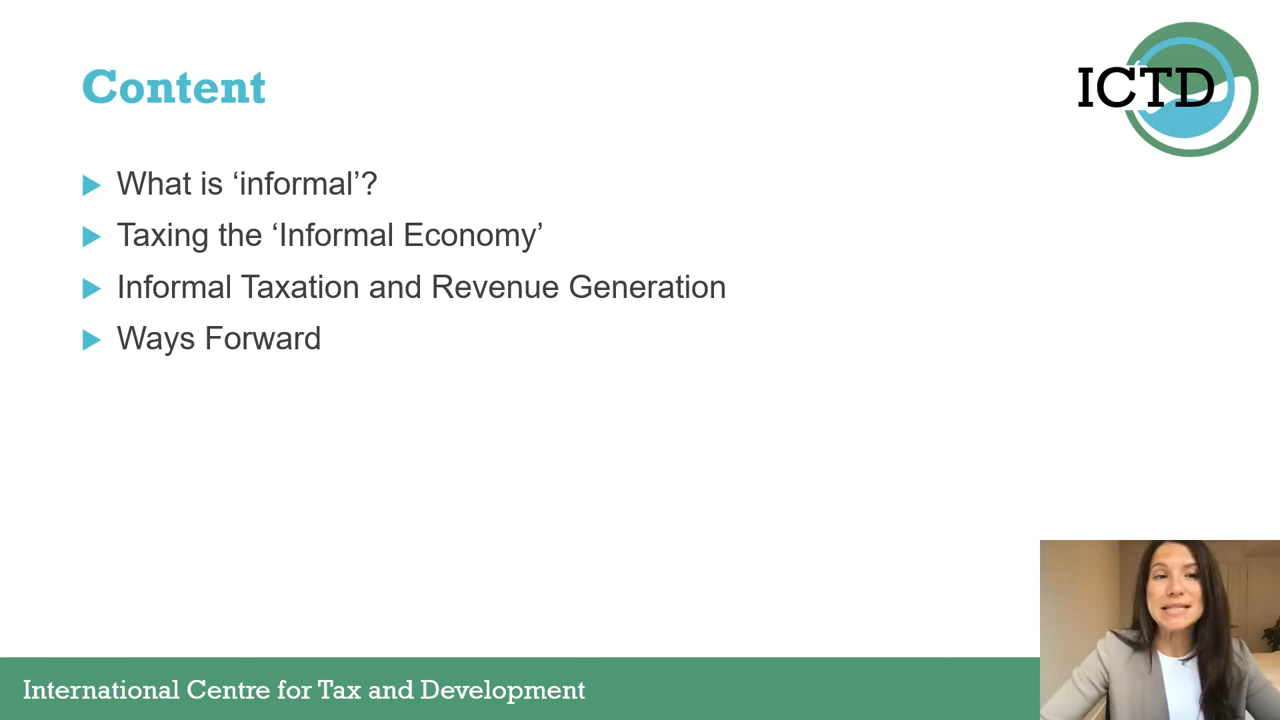 Content
ICTD
What is ‘informal’?
Taxing the ‘Informal Economy’
Informal Taxation and Revenue Generation
Ways Forward
International Centre for Tax and Development